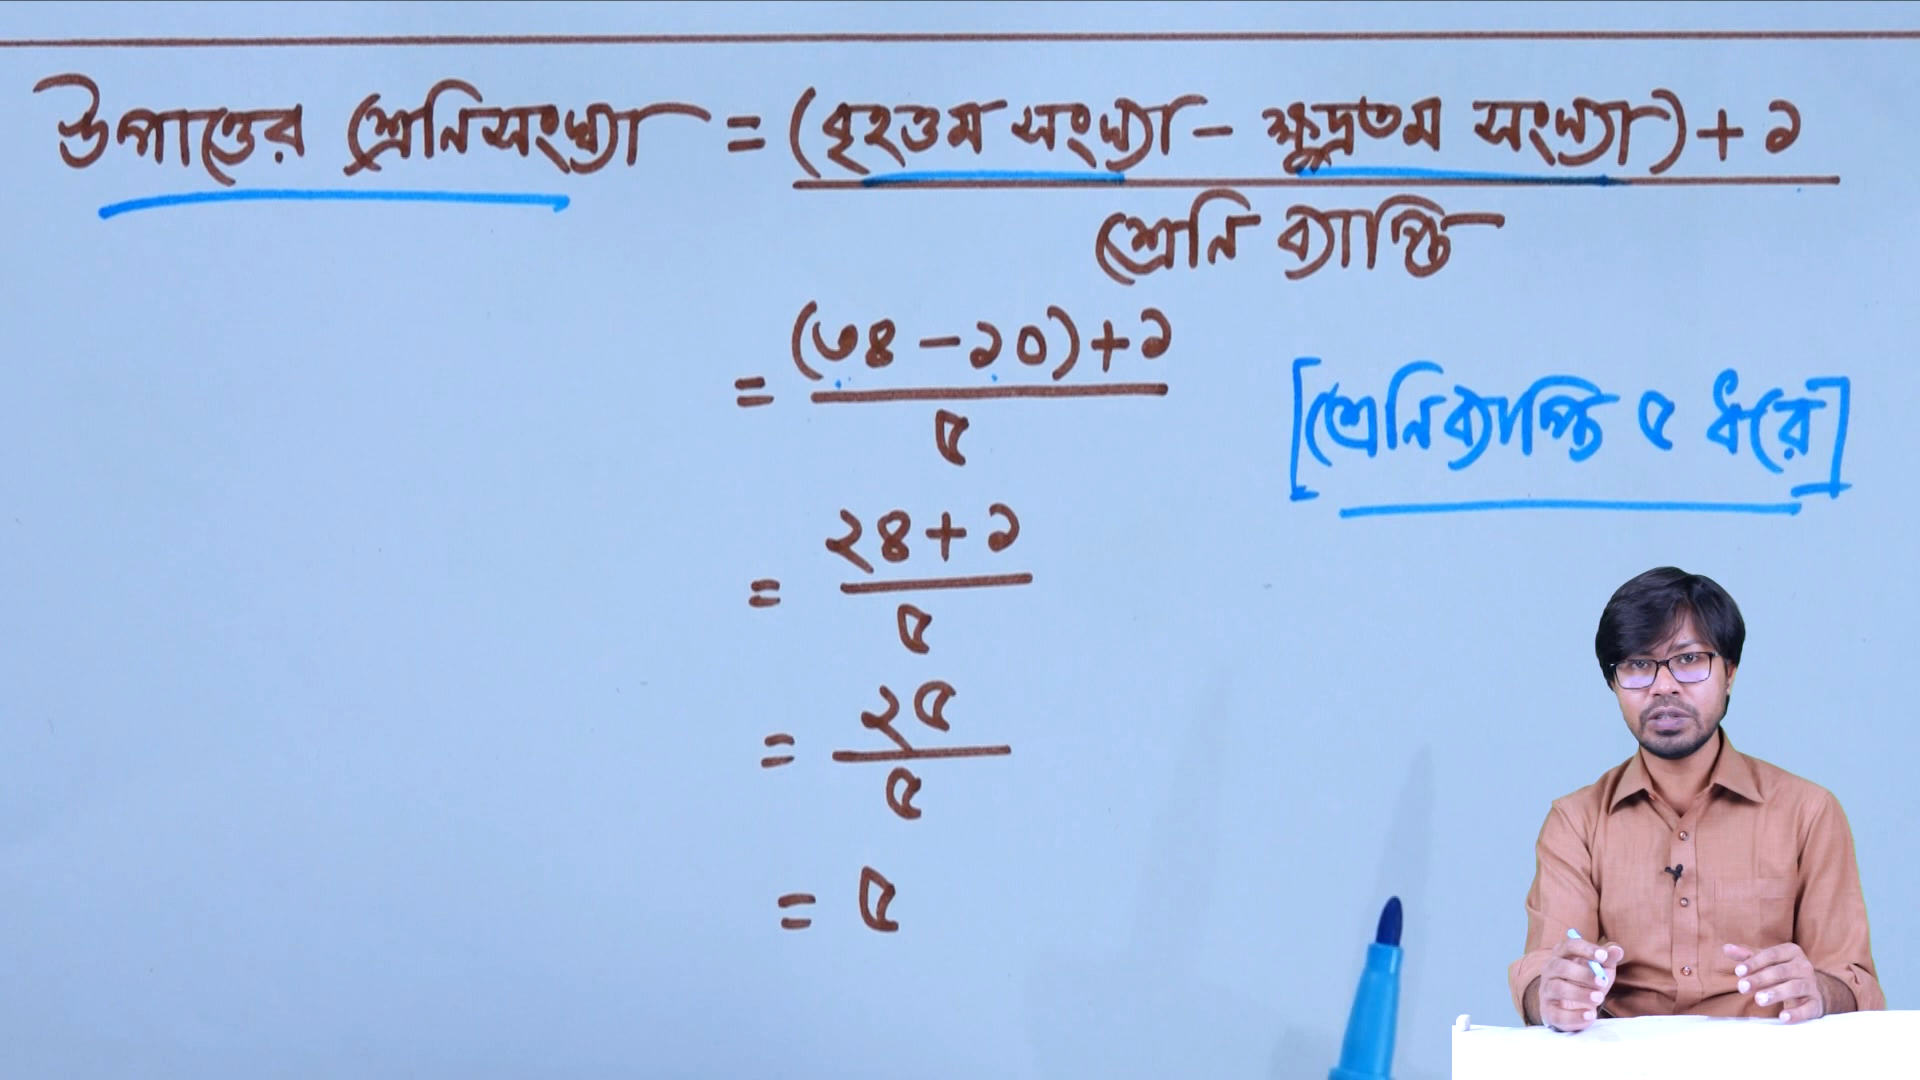 উপাত্তের শ্রেনিসংখ্যা = (বৃহত্তম সংখ্যা - ক্ষুদ্রতম সংখ্যা) + ১
শ্রেনি ব্যাপ্তি
= (৩৪ - ১০) + ১
৫
[শ্রেনিব্যাপ্তি ৫ ধরে]
= ২৪ + ১
৫
= ২৫
৫
= ৫